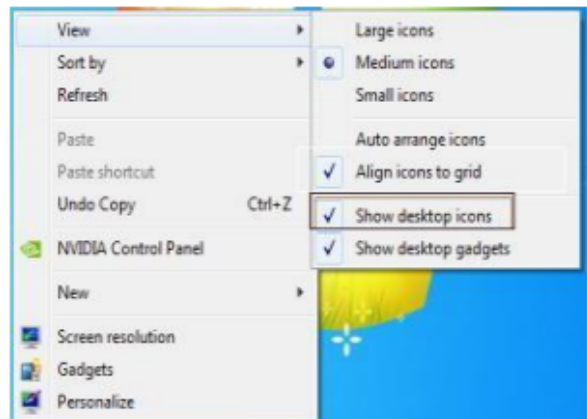 View
Sort by
Refresh
Paste
Paste shortcut
Undo Copy Ctrl+Z
NVIDIA Control Panel
New
Screen resolution
Gadgets
Personalize
Large icons
Medium icons
Small icons
Auto arrange icons
Align icons to grid
Show desktop icons
Show desktop gadgets